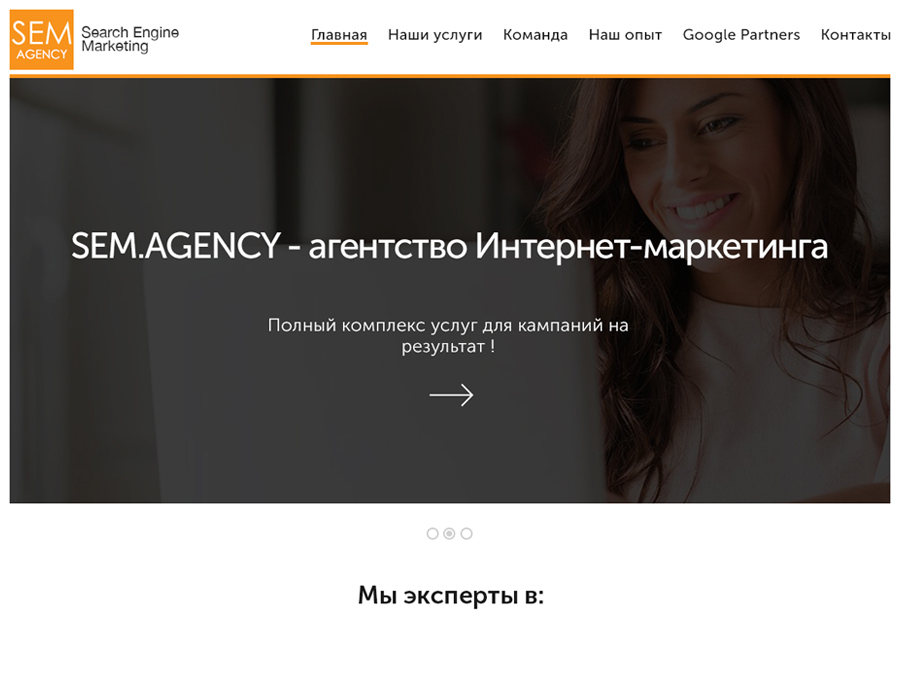 SEM
AGENCY
Search Engine
Marketing
Главная Наши услуги Команда Наш опыт Google Partners Контакты
SEM.AGENCY - агентство Интернет-маркетинга
Полный комплекс услуг для кампаний на
результат !
Мы эксперты в: